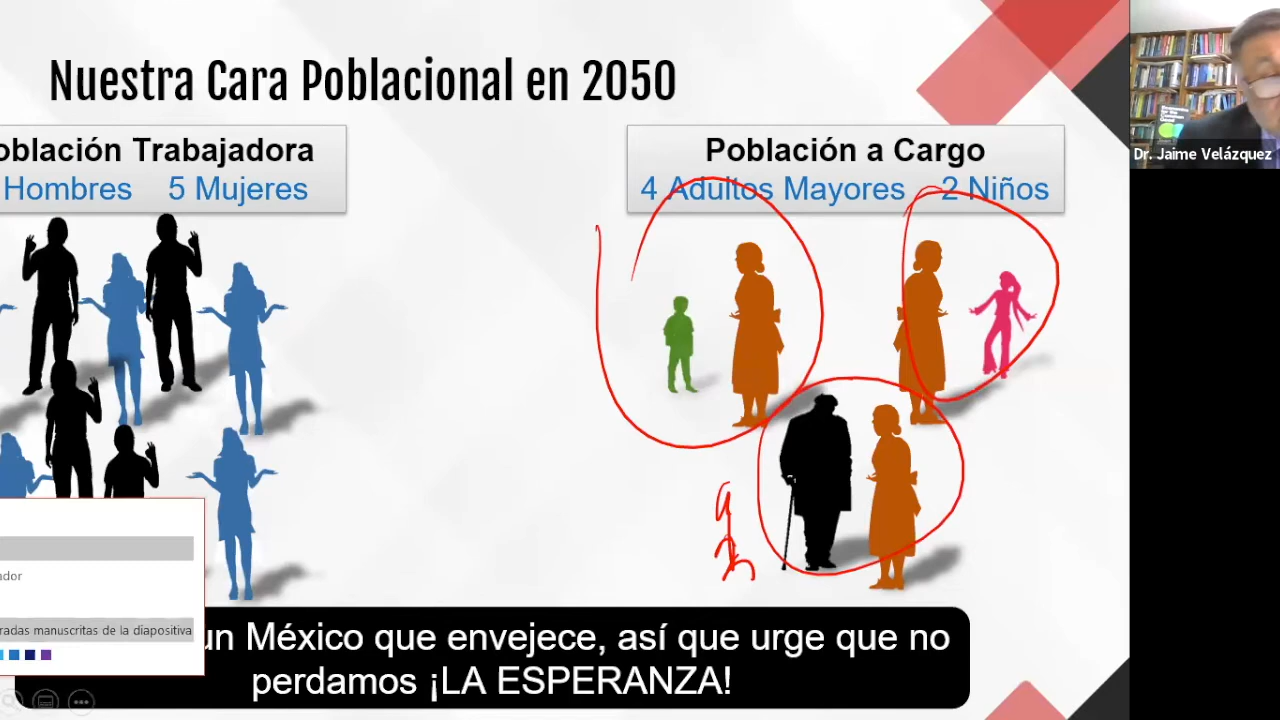 Nuestra Cara Poblacional en 2050
oblación Trabajadora
Hombres 5 Mujeres
Población a Cargo
4 Adultos Mayores 2 Niños
Dr. Jaime Velázquez
ador
radas manuscritas de la diapositiva
un México que envejece, así que urge que no
perdamos ¡LA ESPERANZA!